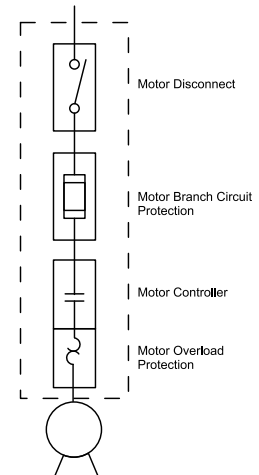 Motor Disconnect
Motor Branch Circuit
Protection
Motor Controller
Motor Overload
Protection